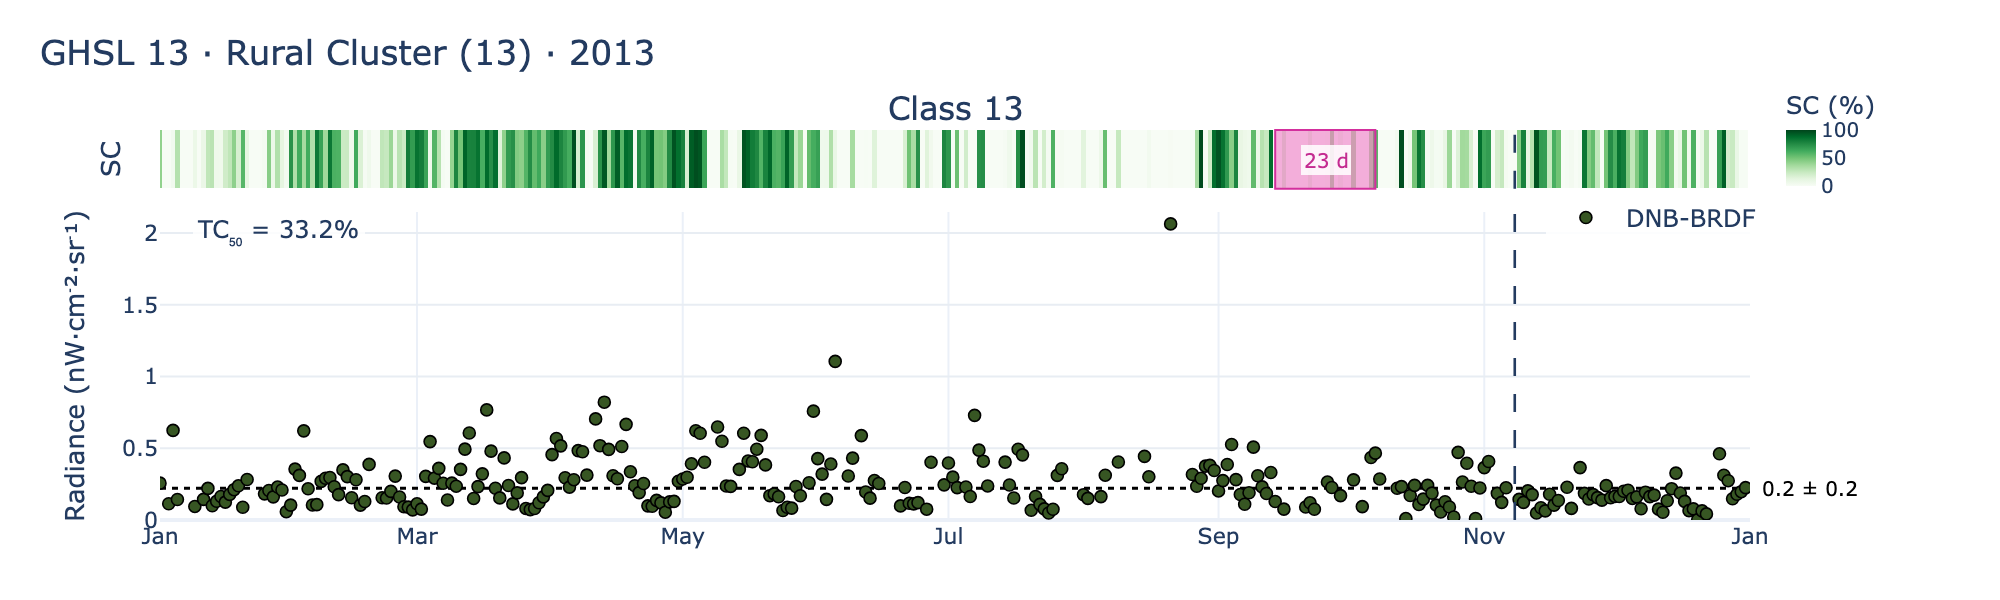 GHSL 13 · Rural Cluster (13) · 2013
Class 13
SC
23 d
SC (%)
100
50
0
TC₅₀ = 33.2%
DNB-BRDF
Radiance (nW·cm⁻²·sr⁻¹)
2
1.5
1
0.5
0
0.2 ± 0.2
Jan Mar May Jul Sep Nov Jan